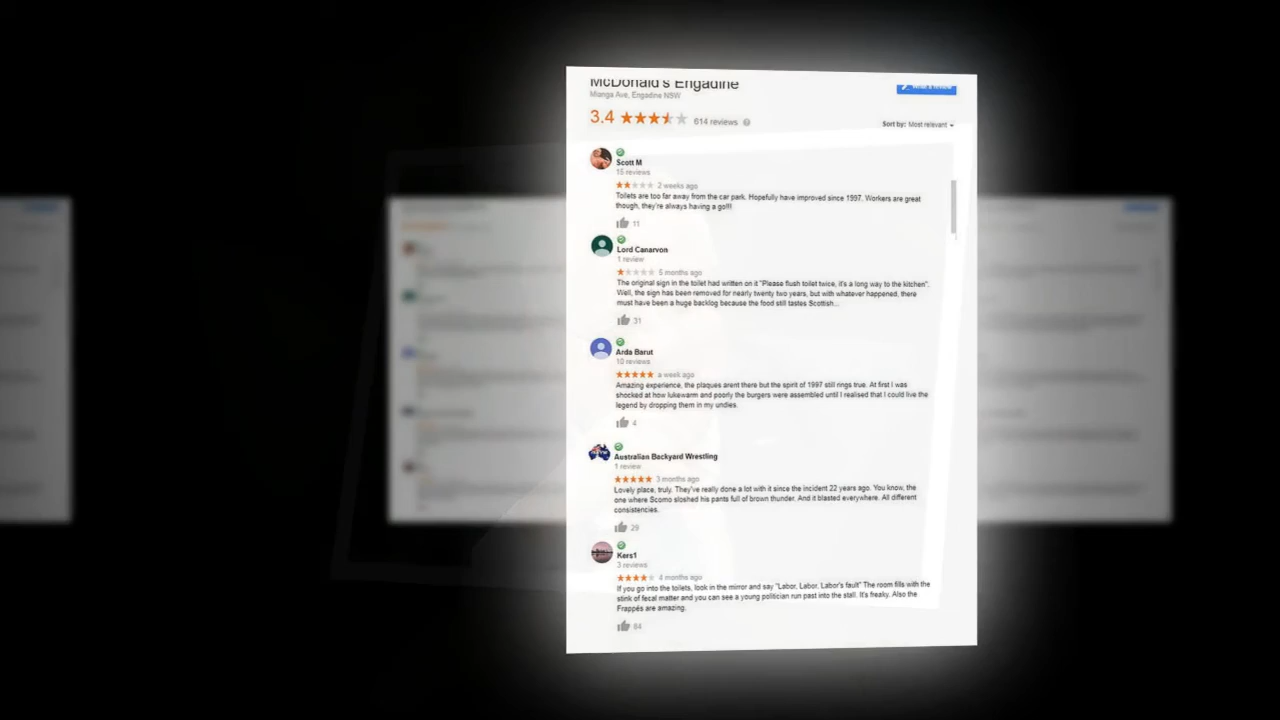 McDonald's Engadine
Manga Ave, Engadine NSW
Write a review
3.4 614 reviews
Sort by: Most relevant
Scott M
15 reviews
2 weeks ago
Toilets are too far away from the car park. Hopefully have improved since 1997. Workers are great
though, they're always having a go!!!
11
Lord Canarvon
1 review
5 months ago
The original sign in the toilet had written on it "Please flush toilet twice, it's a long way to the kitchen".
Well, the sign has been removed for nearly twenty two years, but with whatever happened, there
must have been a huge backlog because the food still tastes Scottish...
31
Arda Barut
10 reviews
a week ago
Amazing experience, the plaques arent there but the spirit of 1997 still rings true. At first I was
shocked at how lukewarm and poorly the burgers were assembled until I realised that I could live the
legend by dropping them in my undies.
4
Australian Backyard Wrestling
1 review
3 months ago
Lovely place, truly. They've really done a lot with it since the incident 22 years ago. You know, the
one where Scomo sloshed his pants full of brown thunder. And it blasted everywhere. All different
consistencies.
29
Kers1
3 reviews
4 months ago
If you go into the toilets, look in the mirror and say "Labor, Labor, Labor's fault" The room fills with the
stink of fecal matter and you can see a young politician run past into the stall. It's freaky. Also the
Frappés are amazing.
84